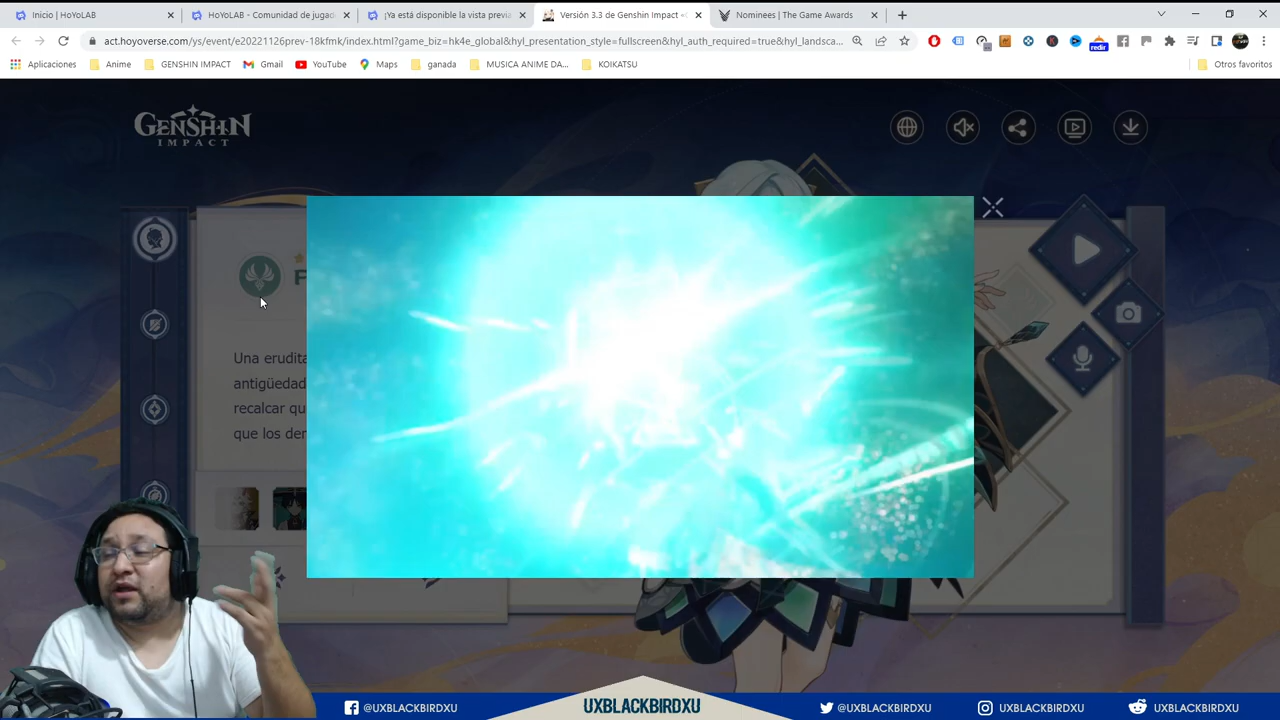 Inicio | HoYoLAB
HoYoLAB - Comunidad de jugad
¡Ya está disponible la vista previa
Versión 3.3 de Genshin Impact «
Nominees | The Game Awards
act.hoyoverse.com/ys/event/e20221126prev-18kfmk/index.html?game_biz=hk4e_global&hyl_presentation_style=fullscreen&hyl_auth_required=true&hyl_landsca...
redir
Aplicaciones
Anime
GENSHIN IMPACT
Gmail
YouTube
Maps
ganada
MUSICA ANIME DA...
KOIKATSU
Otros favoritos
GENSHIN
IMPACT
Una erudita
antigüedad
recalcar qu
que los der
@UXBLACKBIRDXU
UXBLACKBIRDXU
@UXBLACKBIRDXU
UXBLACKBIRDXU
UXBLACKBIRDXU